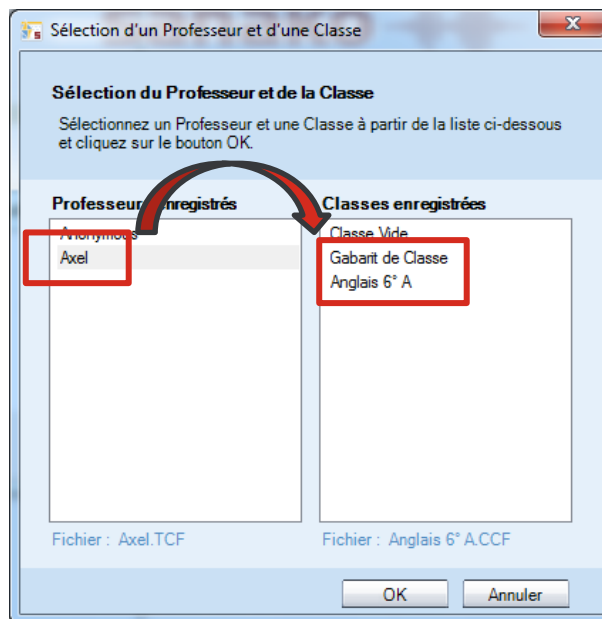 Sélection d'un Professeur et d'une Classe
Sélection du Professeur et de la Classe
Sélectionnez un Professeur et une Classe à partir de la liste ci-dessous
et cliquez sur le bouton OK.
Professeurs enregistrés
Classes enregistrées
Anonymous
Axel
Classe Vide
Gabarit de Classe
Anglais 6° A
Fichier : Axel.TCF
Fichier : Anglais 6° A.CCF
OK
Annuler